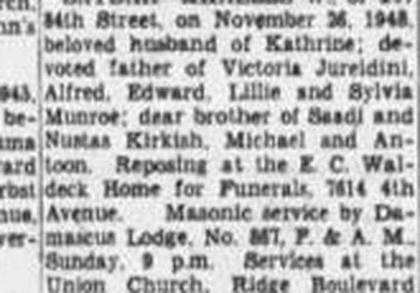 84th Street, on November 26, 1948,
beloved husband of Kathrine; de-
voted father of Victoria Jureidini,
Alfred, Edward, Lillie and Sylvia
Munroe; dear brother of Saadi and
Nustas Kirkish, Michael and An-
toon. Reposing at the E. C. Wal-
deck Home for Funerals, 7614 4th
Avenue. Masonic service by Da-
mascus Lodge, No. 867, F. & A. M.,
Sunday, 9 p.m. Services at the
Union Church, Ridge Boulevard